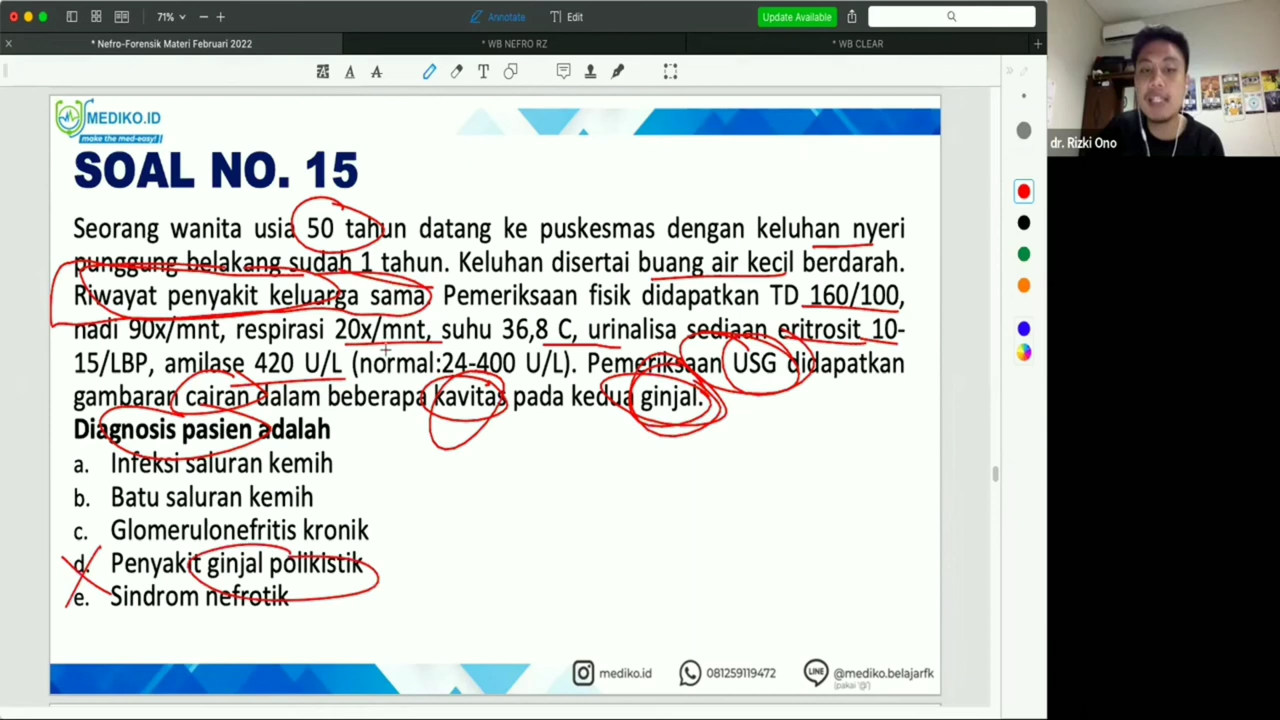 71%
Annotate
Edit
Update Available
* Nefro-Forensik Materi Februari 2022
* WB NEFRO RZ
* WB CLEAR
MEDIKO.ID
make the med-easy! |
dr. Rizki Ono
SOAL NO. 15
Seorang wanita usia 50 tahun datang ke puskesmas dengan keluhan nyeri
punggung belakang sudah 1 tahun. Keluhan disertai buang air kecil berdarah.
Riwayat penyakit keluarga sama. Pemeriksaan fisik didapatkan TD 160/100,
nadi 90x/mnt, respirasi 20x/mnt, suhu 36,8 C, urinalisa sediaan eritrosit 10-
15/LBP, amilase 420 U/L (normal:24-400 U/L). Pemeriksaan USG didapatkan
gambaran cairan dalam beberapa kavitas pada kedua ginjal.
Diagnosis pasien adalah
a. Infeksi saluran kemih
b. Batu saluran kemih
c. Glomerulonefritis kronik
d. Penyakit ginjal polikistik
e. Sindrom nefrotik
mediko.id
081259119472
LINE
@mediko.belajarfk
(pakai '@')